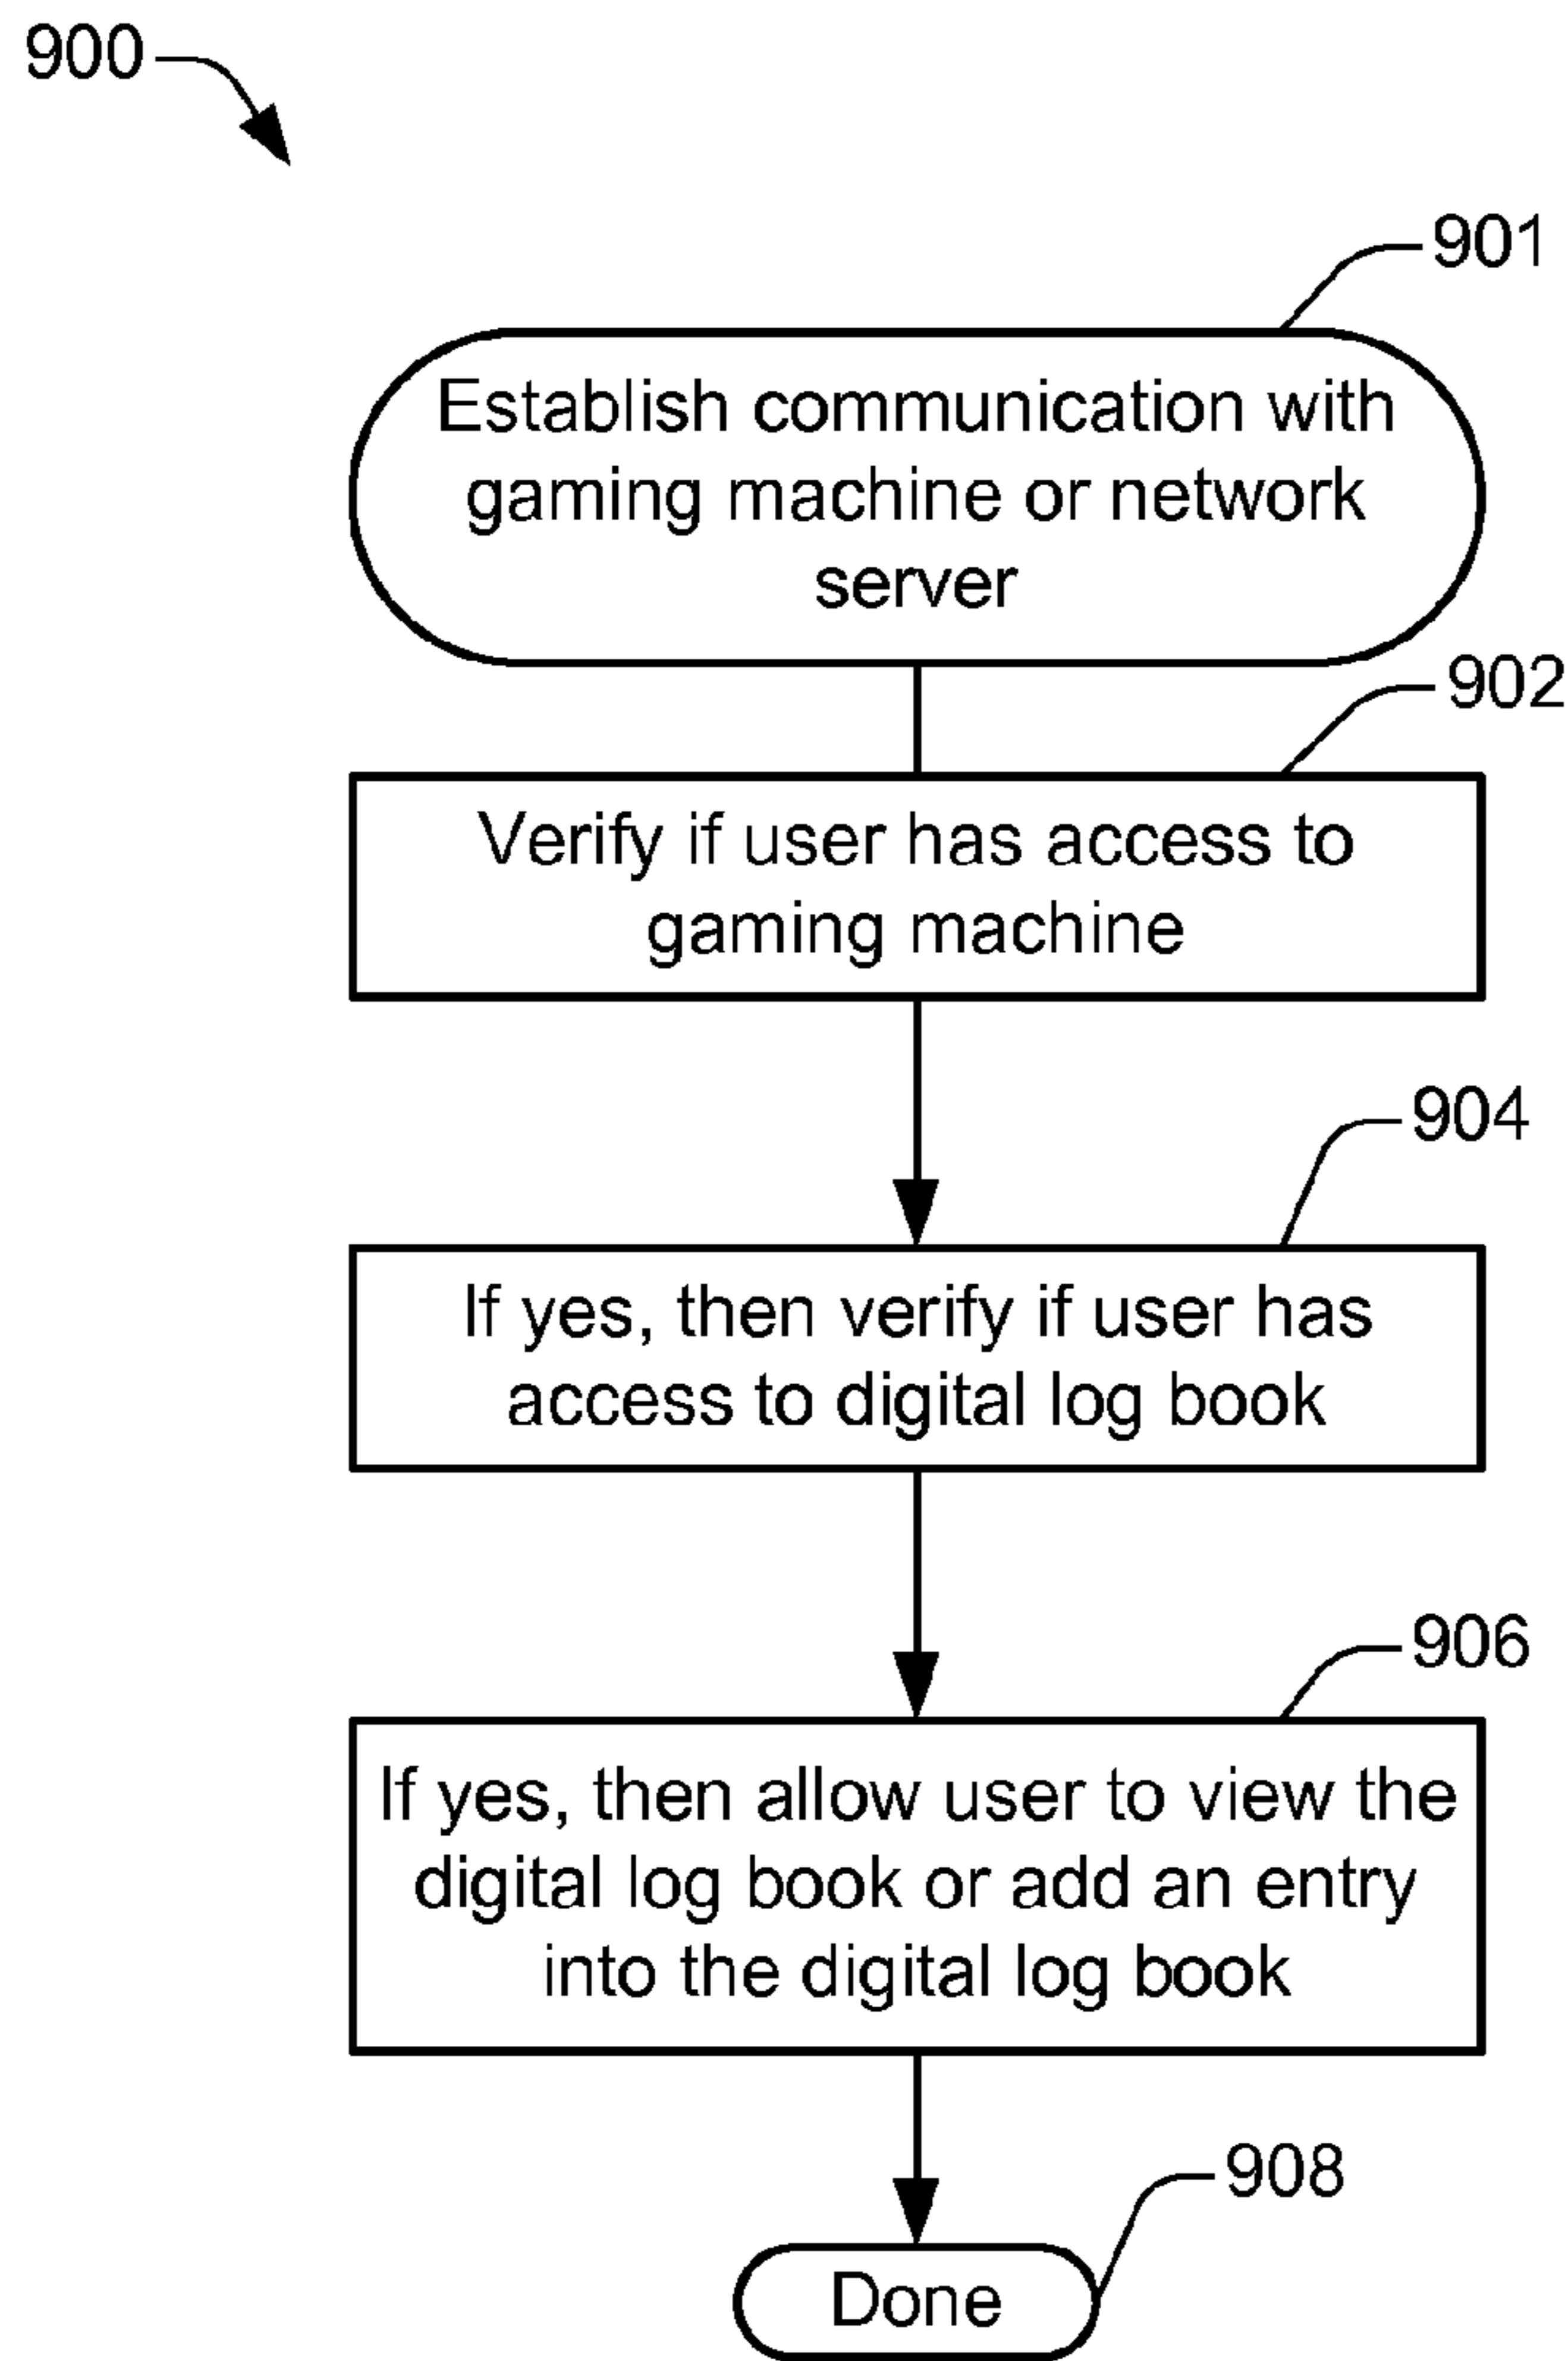 900
901
Establish communication with
gaming machine or network
server
902
Verify if user has access to
gaming machine
904
If yes, then verify if user has
access to digital log book
906
If yes, then allow user to view the
digital log book or add an entry
into the digital log book
908
Done